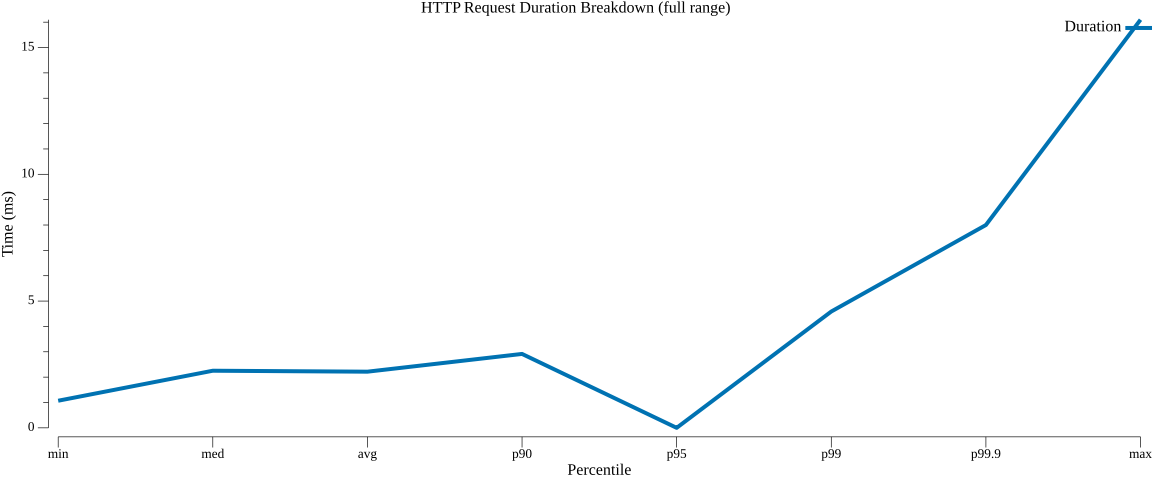 HTTP Request Duration Breakdown (full range)
Duration
15
10
5
0
Time (ms)
min med avg p90 p95 p99 p99.9 max
Percentile